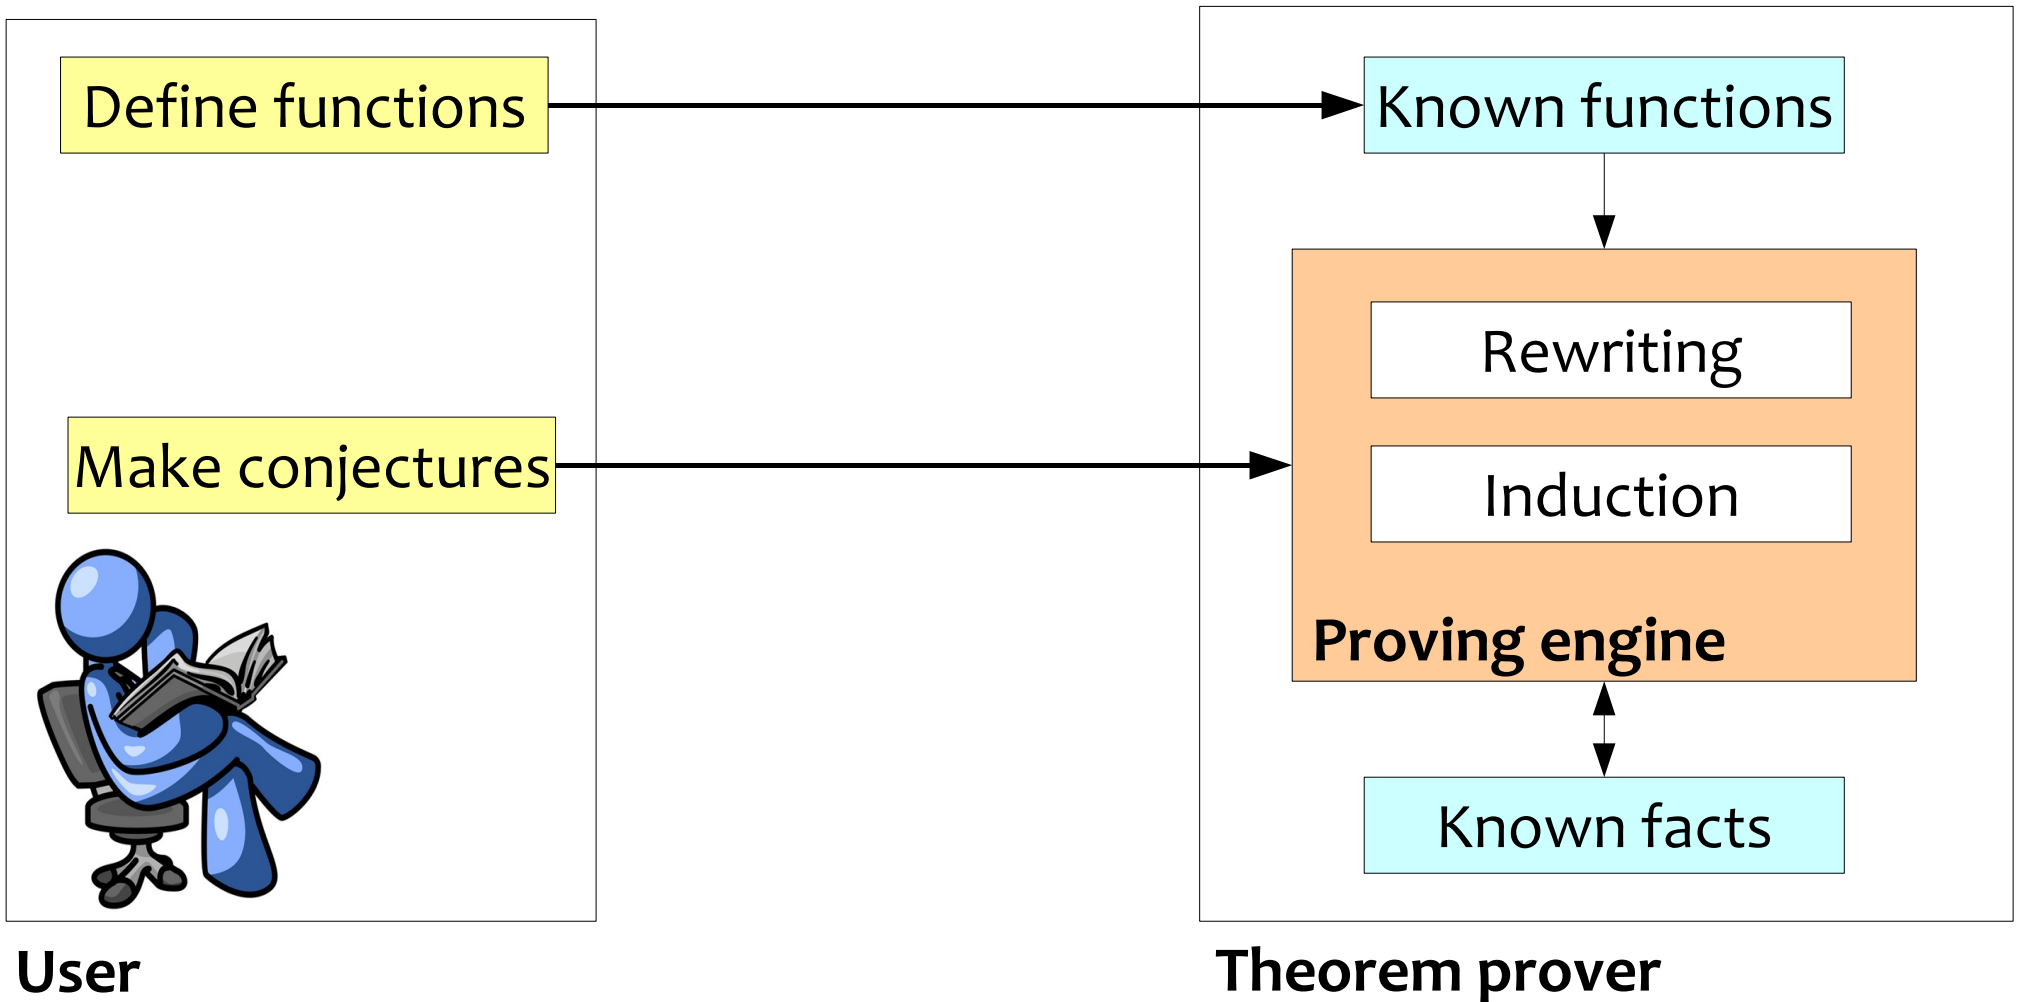 Define functions
Known functions
Rewriting
Make conjectures
Induction
Proving engine
Known facts
User
Theorem prover